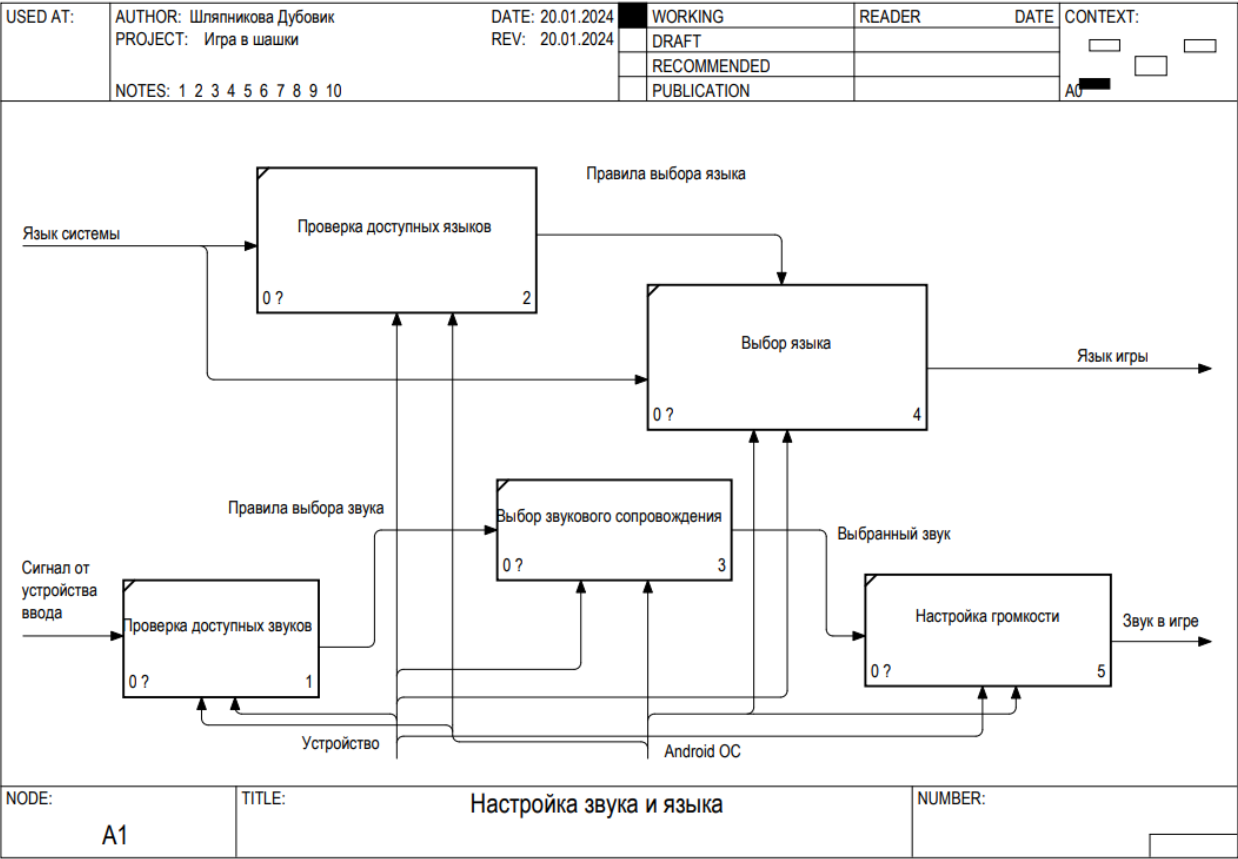 USED AT:
AUTHOR: Шляпникова Дубовик
DATE: 20.01.2024
PROJECT: Игра в шашки
REV: 20.01.2024
NOTES: 1 2 3 4 5 6 7 8 9 10
WORKING
DRAFT
RECOMMENDED
PUBLICATION
READER
DATE
CONTEXT:
A0
Правила выбора языка
Проверка доступных языков
0 ?
2
Язык системы
Выбор языка
0 ?
4
Язык игры
Правила выбора звука
Выбор звукового сопровождения
0 ?
3
Выбранный звук
Сигнал от
устройства
ввода
Проверка доступных звуков
0 ?
1
Настройка громкости
0 ?
5
Звук в игре
Устройство
Android ОС
NODE:
A1
TITLE:
Настройка звука и языка
NUMBER: